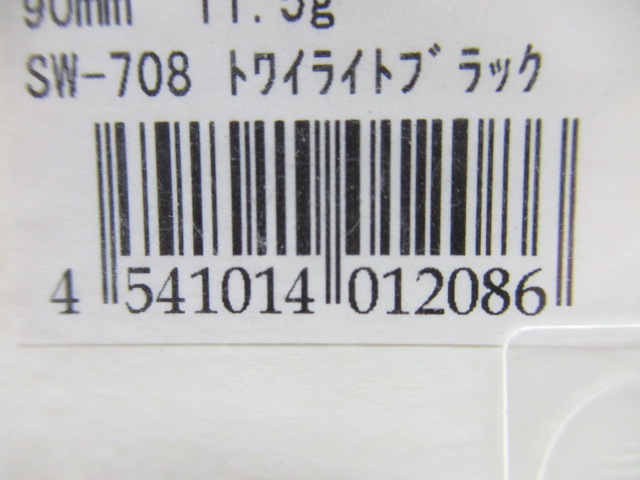 90mm 11.5g
SW-708 ﾄﾜｲﾗｲﾄﾌﾞﾗｯｸ
4 541014 012086